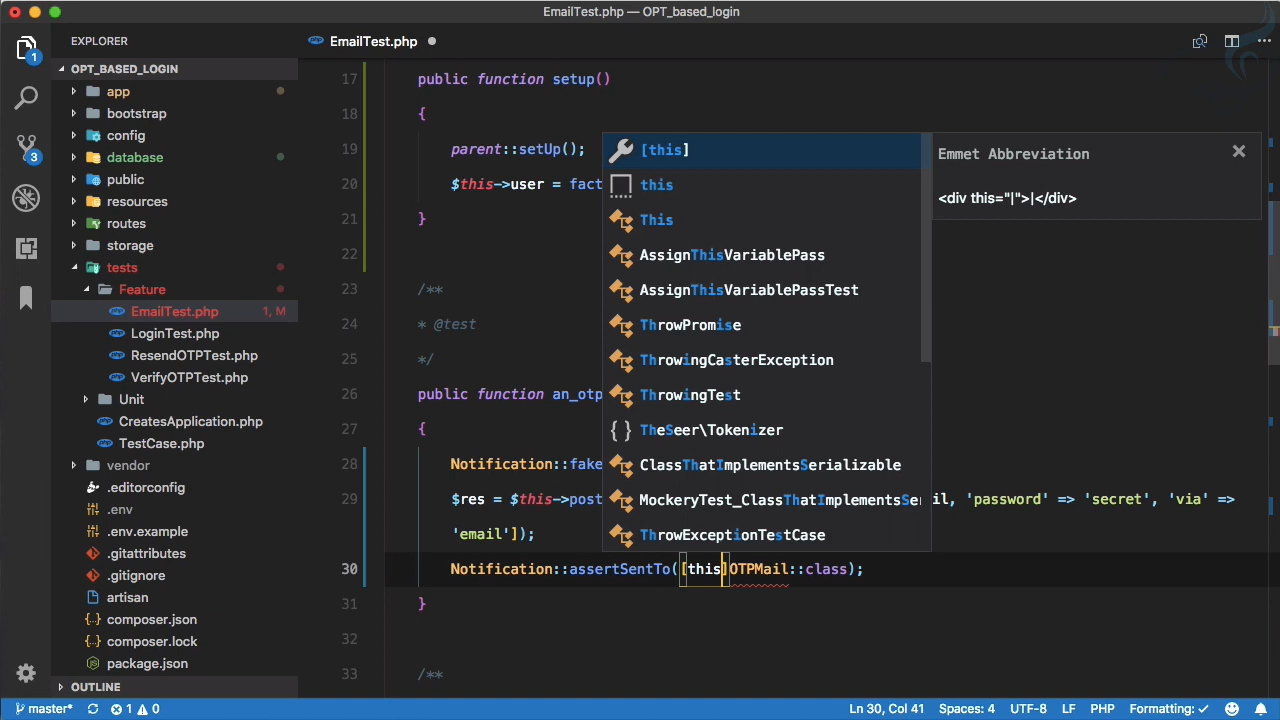 EmailTest.php — OPT_based_login
EXPLORER
EmailTest.php
1
OPT_BASED_LOGIN
app
bootstrap
config
database
public
resources
routes
storage
tests
Feature
EmailTest.php 1, M
LoginTest.php
ResendOTPTest.php
VerifyOTPTest.php
Unit
CreatesApplication.php
TestCase.php
vendor
.editorconfig
.env
.env.example
.gitattributes
.gitignore
artisan
composer.json
composer.lock
package.json
OUTLINE
3
17 public function setup()
18 {
19 parent::setUp();
20 $this->user = fact
21 }
22
23 /**
24 * @test
25 */
26 public function an_otp
27 {
28 Notification::fake
29 $res = $this->post il, 'password' => 'secret', 'via' =>
'email']);
30 Notification::assertSentTo([this]OTPMail::class);
31 }
32
33 /**
[this]
this
This
AssignThisVariablePass
AssignThisVariablePassTest
ThrowPromise
ThrowingCasterException
ThrowingTest
{ } TheSeer\Tokenizer
ClassThatImplementsSerializable
MockeryTest_ClassThatImplementsSer
ThrowExceptionTestCase
Emmet Abbreviation
<div this="|">|</div>
master* 1 0 Ln 30, Col 41 Spaces: 4 UTF-8 LF PHP Formatting: ✓